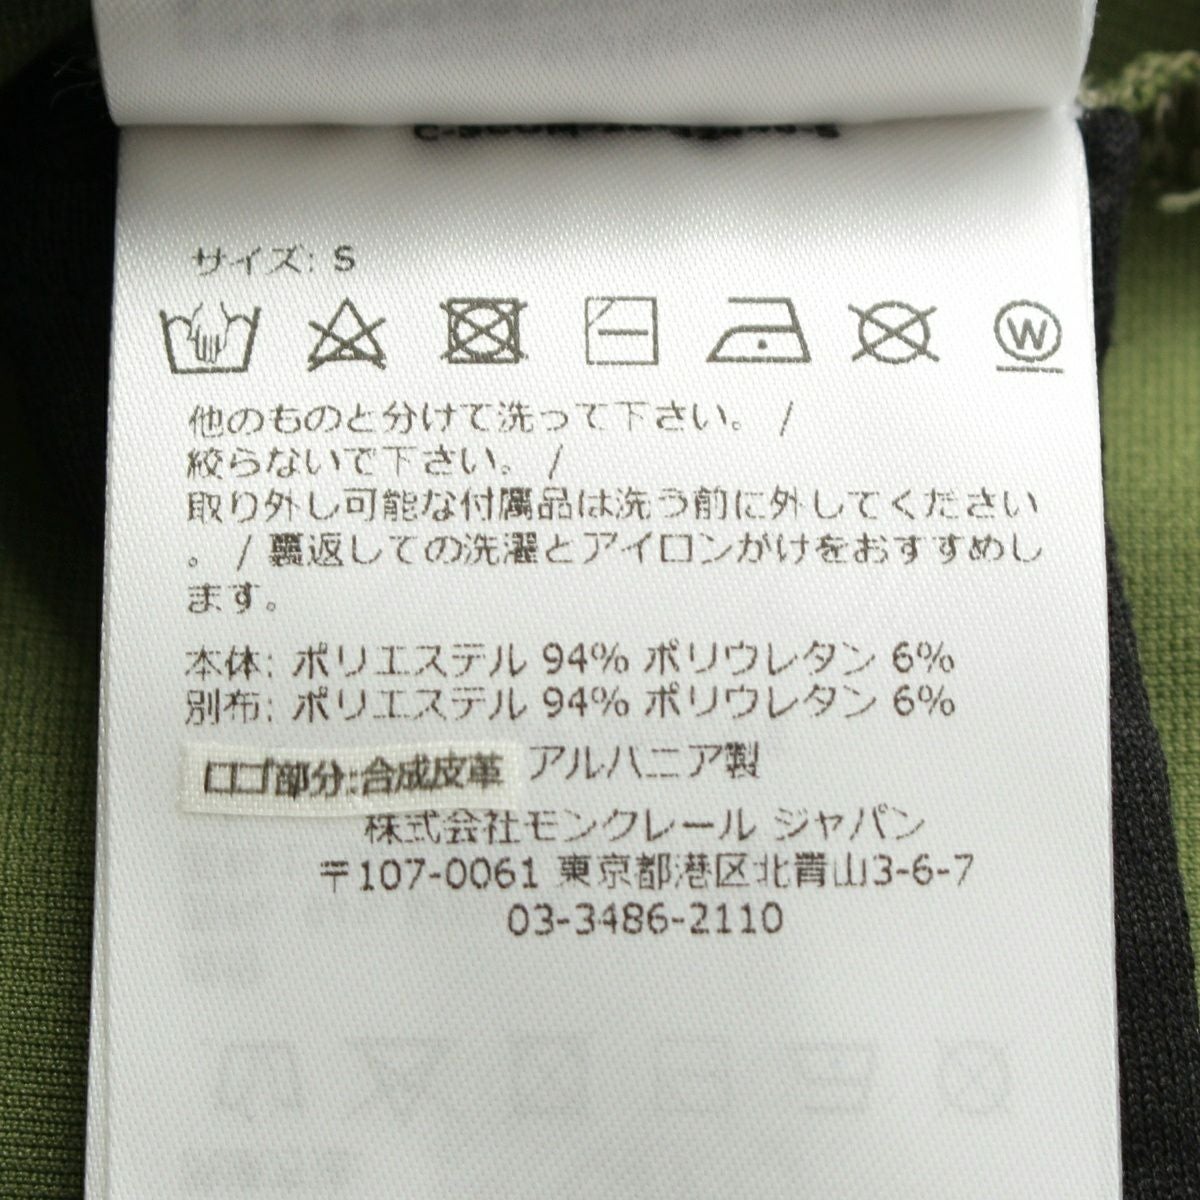 サイズ: S
W
他のものと分けて洗って下さい。 /
絞らないで下さい。 /
取り外し可能な付属品は洗う前に外してください
。 / 裏返しての洗濯とアイロンがけをおすすめし
ます。
本体: ポリエステル 94% ポリウレタン 6%
別布: ポリエステル 94% ポリウレタン 6%
ロゴ部分:合成皮革 アルバニア製
株式会社モンクレール ジャパン
〒107-0061 東京都港区北青山3-6-7
03-3486-2110